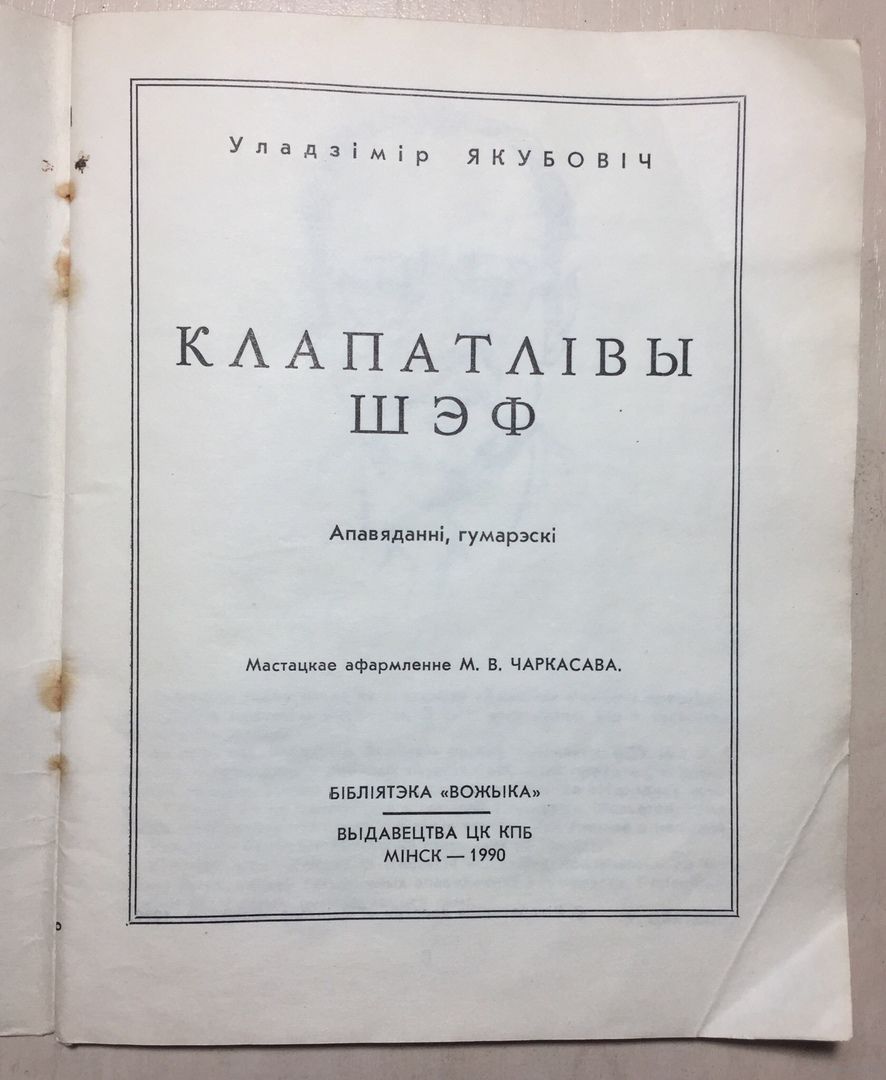 Уладзімір ЯКУБОВІЧ
КЛАПАТЛІВЫ
ШЭФ
Апавяданні, гумарэскі
Мастацкае афармленне М. В. ЧАРКАСАВА.
БІБЛІЯТЭКА «ВОЖЫКА»
ВЫДАВЕЦТВА ЦК КПБ
МІНСК — 1990